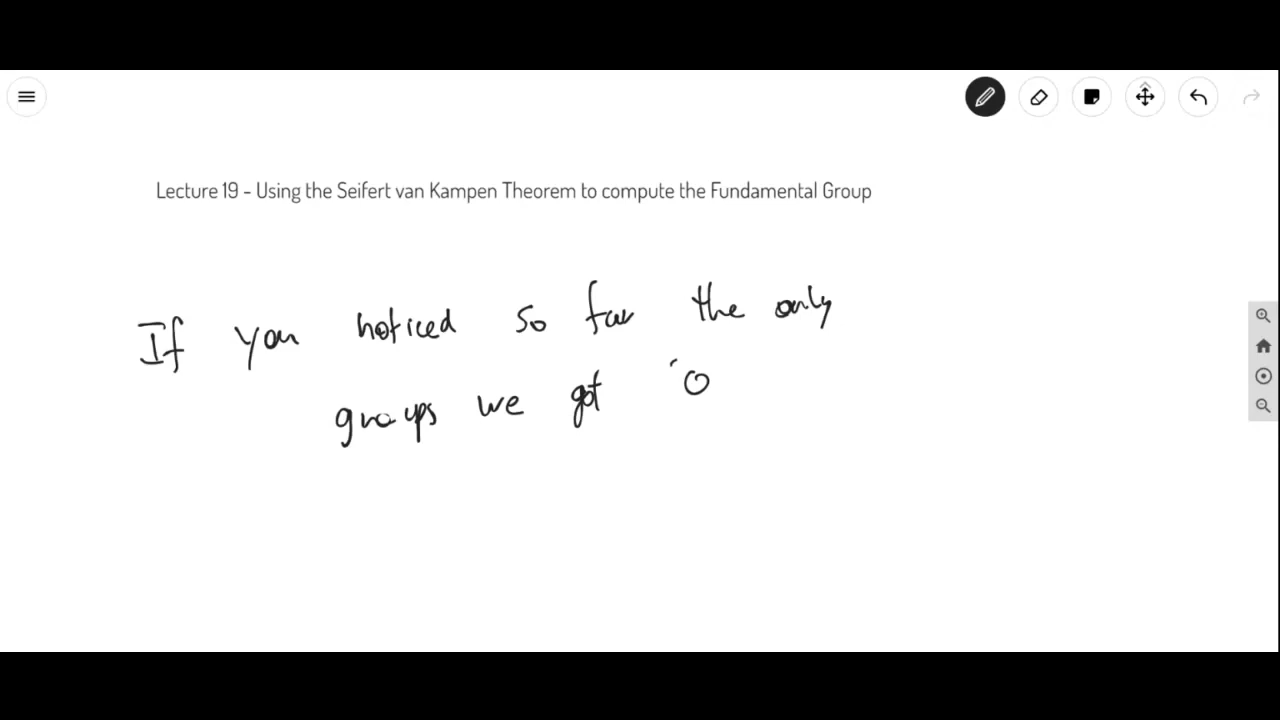 Lecture 19 - Using the Seifert van Kampen Theorem to compute the Fundamental Group
If you noticed so far the only
groups we got